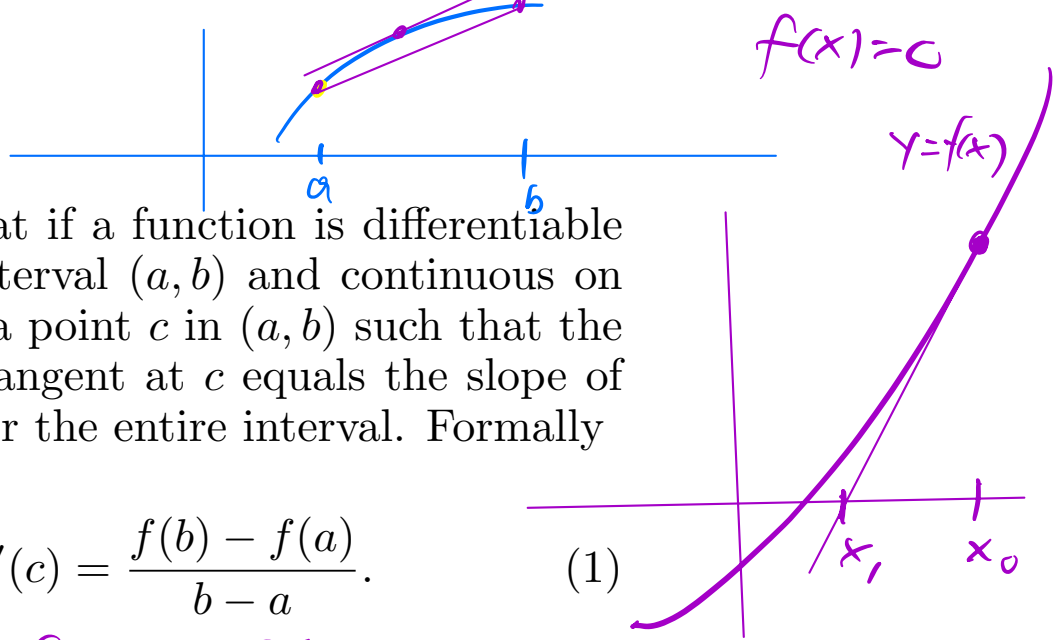 f(x)=0
y=f(x)
a
b
at if a function is differentiable
terval (a, b) and continuous on
a point c in (a, b) such that the
angent at c equals the slope of
r the entire interval. Formally
′(c) = \frac{f(b) − f(a)}{b − a}. (1)
x₁ x₀